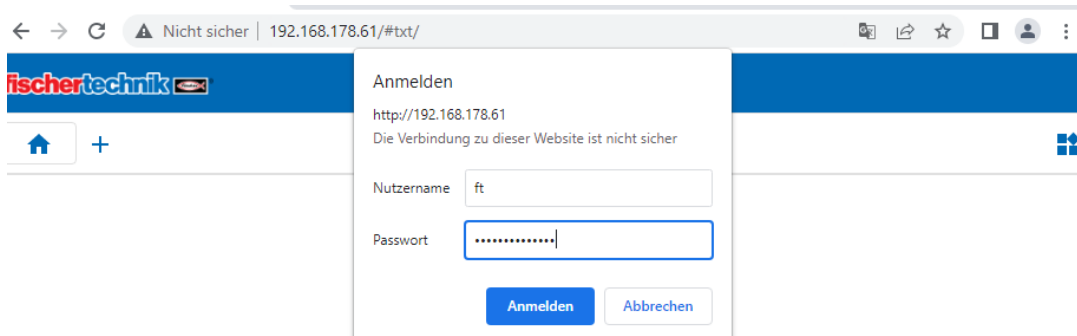 Nicht sicher | 192.168.178.61/#txt/
fischertechnik
Anmelden
http://192.168.178.61
Die Verbindung zu dieser Website ist nicht sicher
Nutzername ft
Passwort ••••••••••••••
Anmelden Abbrechen